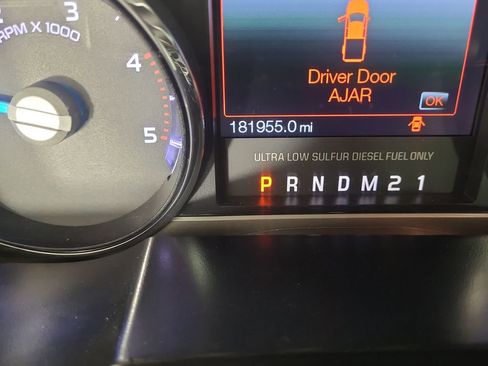 2 3
RPM X 1000
4
5
Driver Door
AJAR
OK
181955.0 mi
ULTRA LOW SULFUR DIESEL FUEL ONLY
P R N D M 2 1